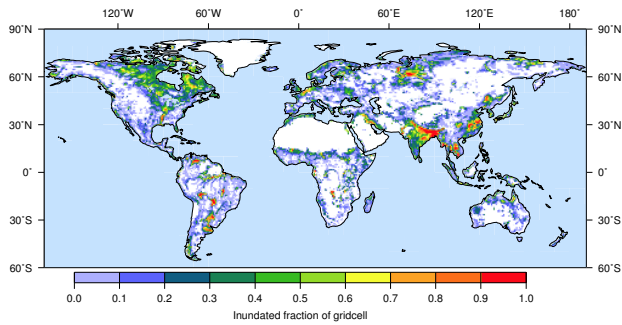 120˚W 60˚W 0˚ 60˚E 120˚E 180˚
90˚N 90˚N
60˚N 60˚N
30˚N 30˚N
0˚ 0˚
30˚S 30˚S
60˚S 60˚S
0.0 0.1 0.2 0.3 0.4 0.5 0.6 0.7 0.8 0.9 1.0
Inundated fraction of gridcell